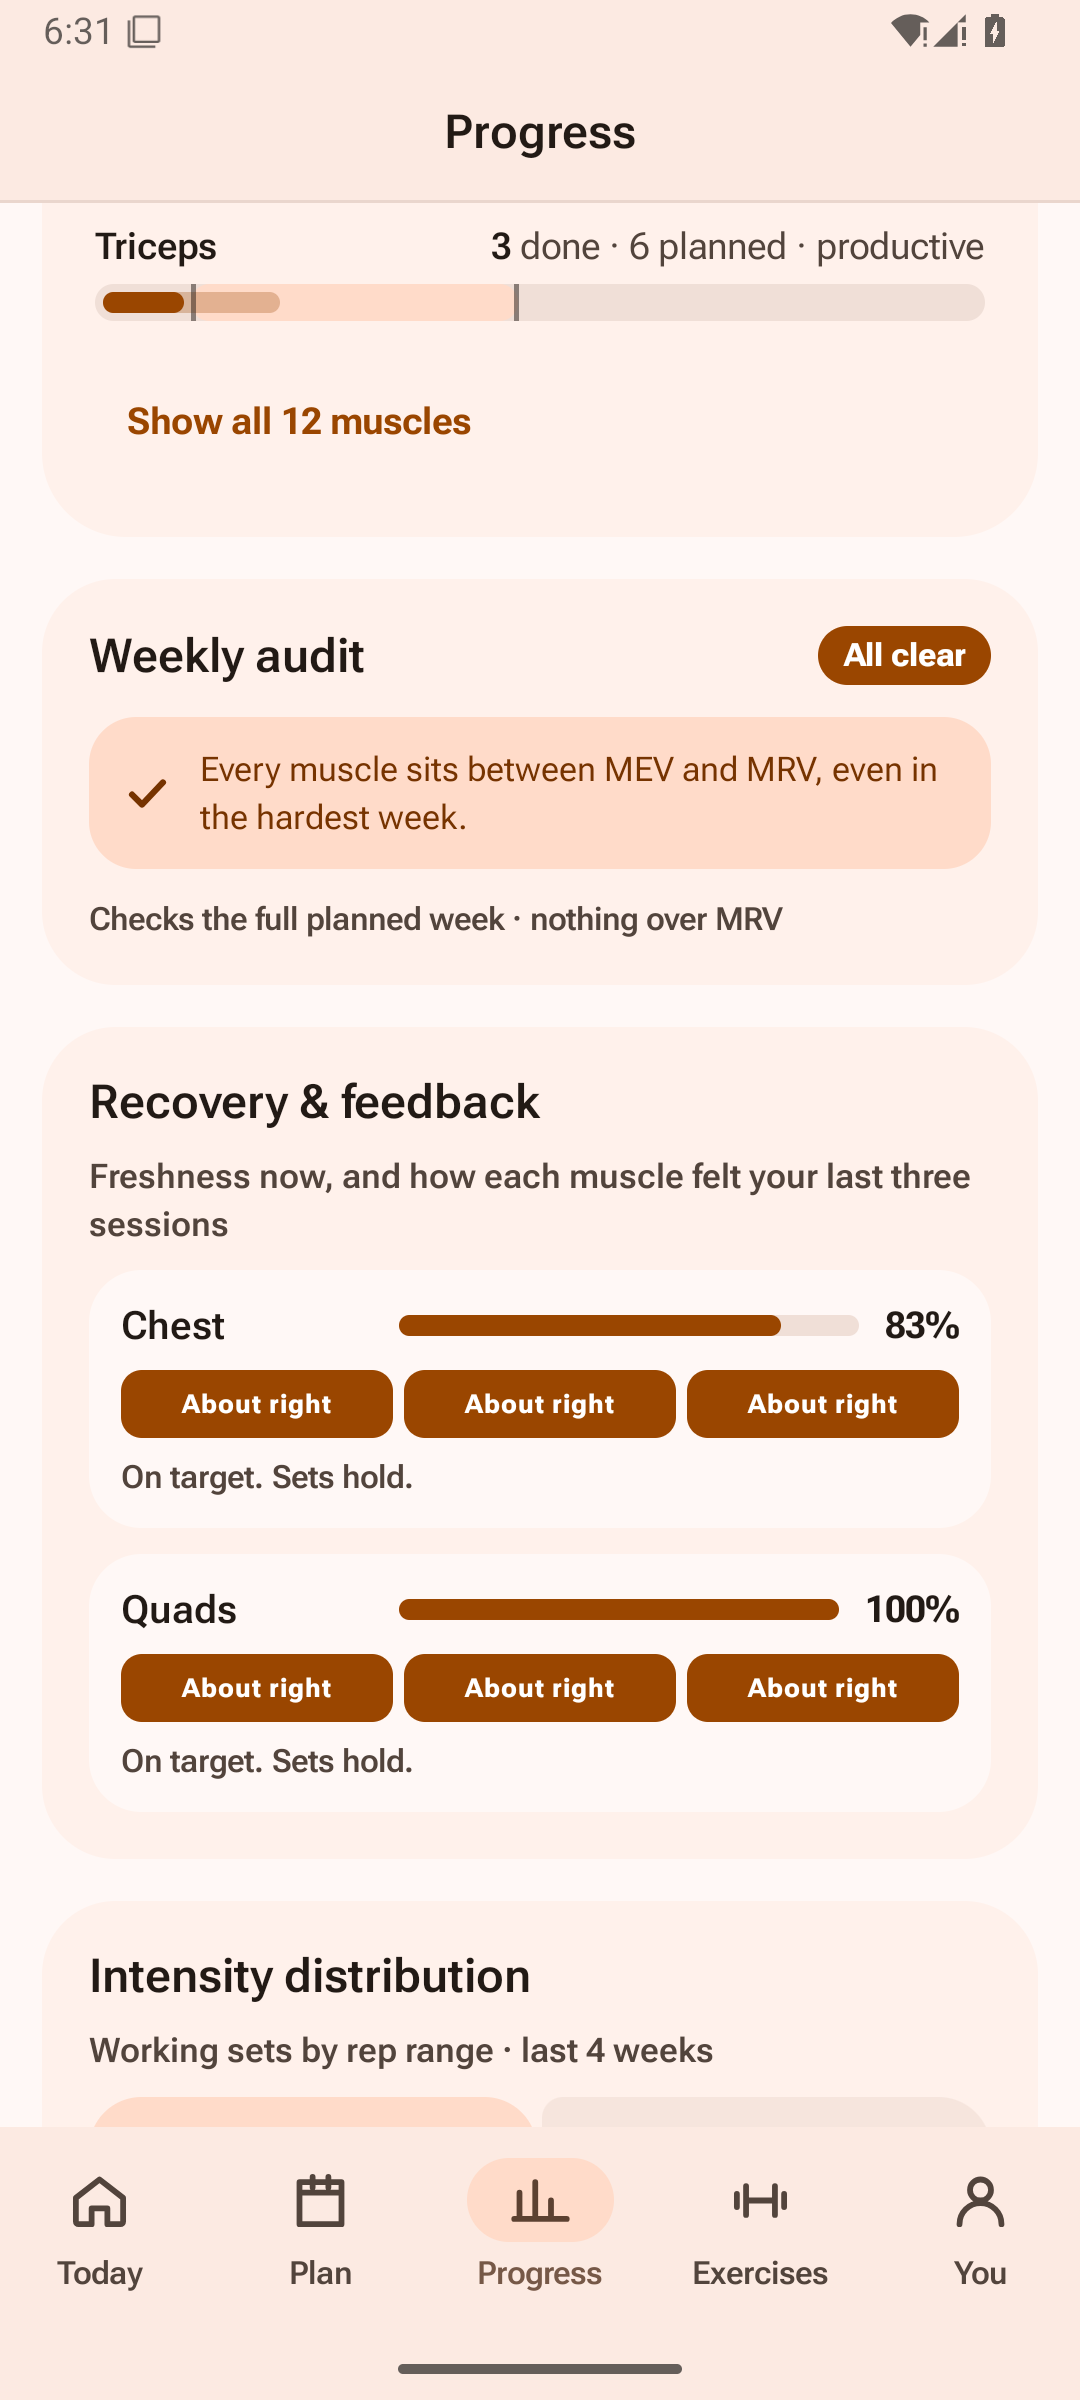 6:31
Progress
Triceps
3 done · 6 planned · productive
Show all 12 muscles
Weekly audit
All clear
Every muscle sits between MEV and MRV, even in
the hardest week.
Checks the full planned week · nothing over MRV
Recovery & feedback
Freshness now, and how each muscle felt your last three
sessions
Chest
83%
About right
About right
About right
On target. Sets hold.
Quads
100%
About right
About right
About right
On target. Sets hold.
Intensity distribution
Working sets by rep range · last 4 weeks
Today
Plan
Progress
Exercises
You